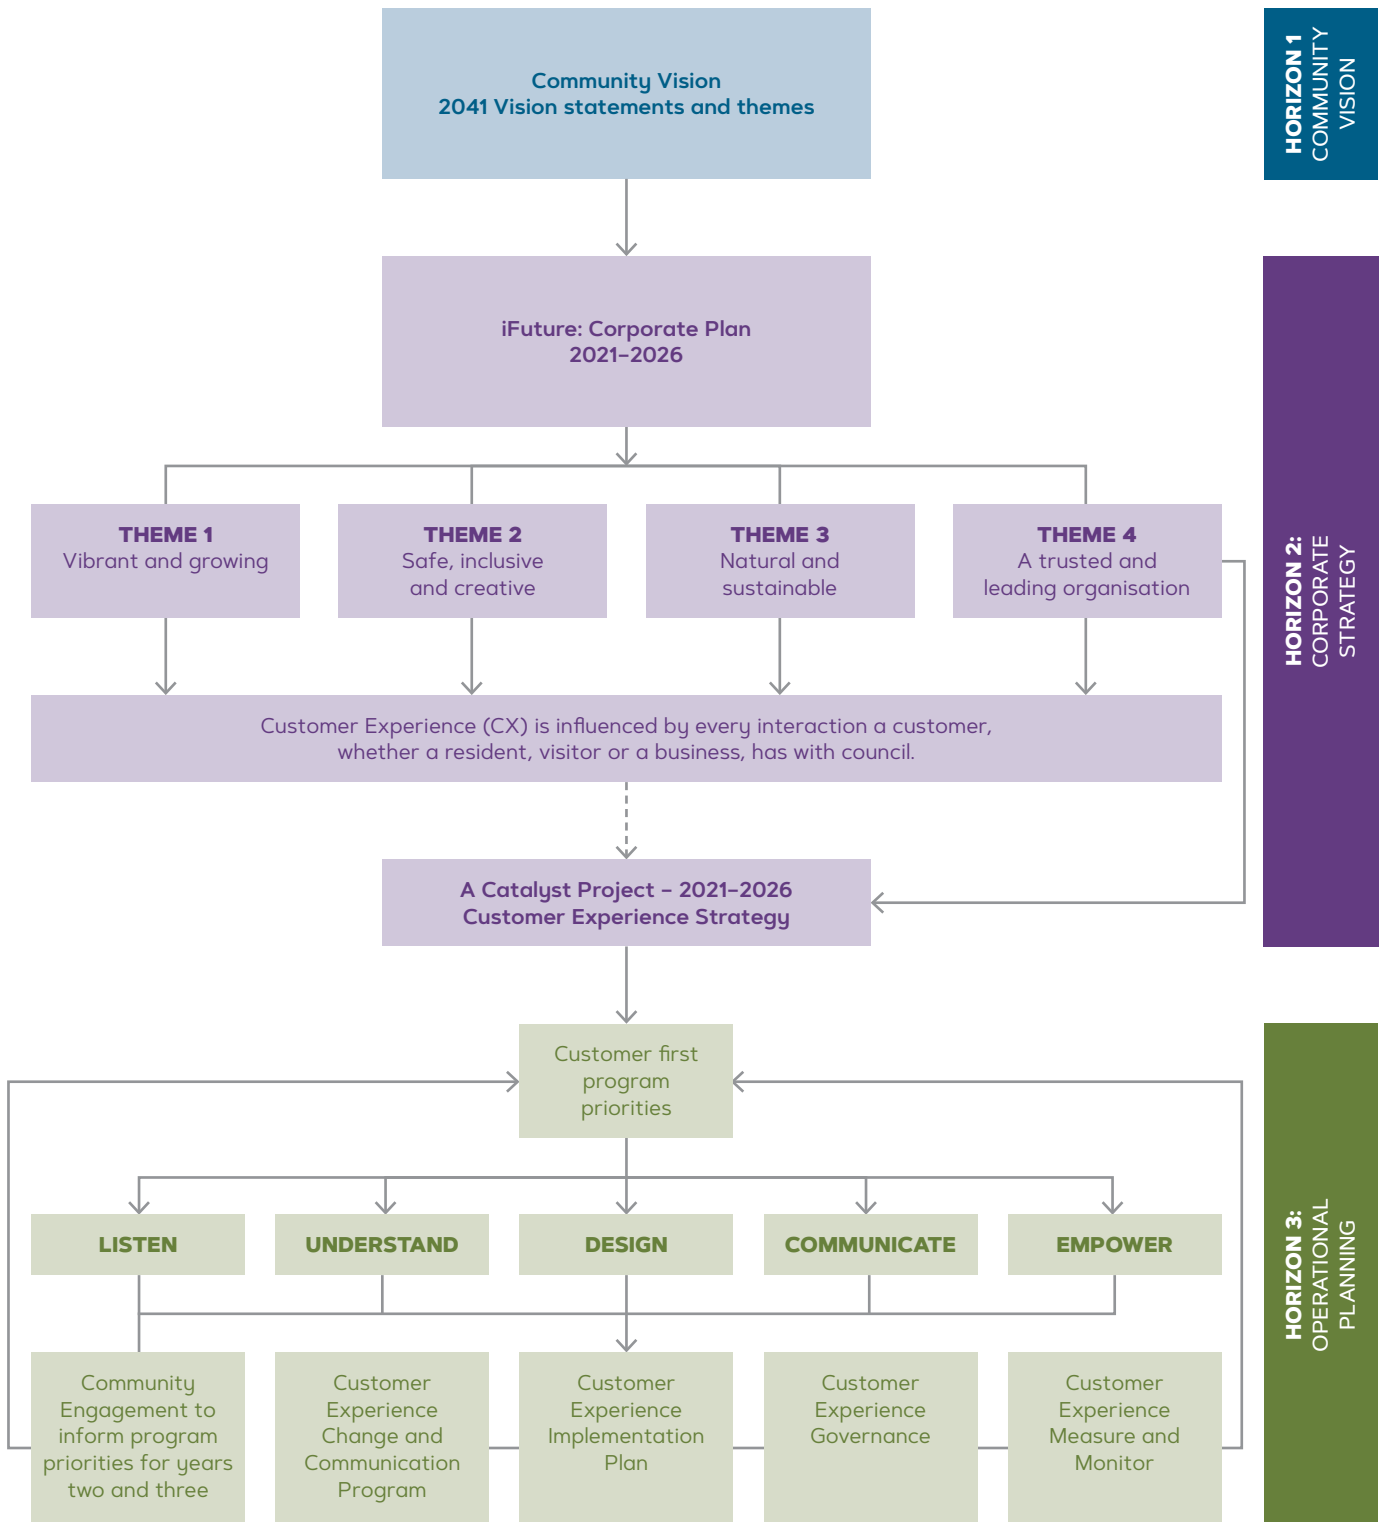 Community Vision
2041 Vision statements and themes
HORIZON 1
COMMUNITY
VISION
iFuture: Corporate Plan
2021–2026
THEME 1
Vibrant and growing
THEME 2
Safe, inclusive
and creative
THEME 3
Natural and
sustainable
THEME 4
A trusted and
leading organisation
HORIZON 2:
CORPORATE
STRATEGY
Customer Experience (CX) is influenced by every interaction a customer,
whether a resident, visitor or a business, has with council.
A Catalyst Project – 2021–2026
Customer Experience Strategy
Customer first
program
priorities
LISTEN
UNDERSTAND
DESIGN
COMMUNICATE
EMPOWER
HORIZON 3:
OPERATIONAL
PLANNING
Community
Engagement to
inform program
priorities for years
two and three
Customer
Experience
Change and
Communication
Program
Customer
Experience
Implementation
Plan
Customer
Experience
Governance
Customer
Experience
Measure and
Monitor